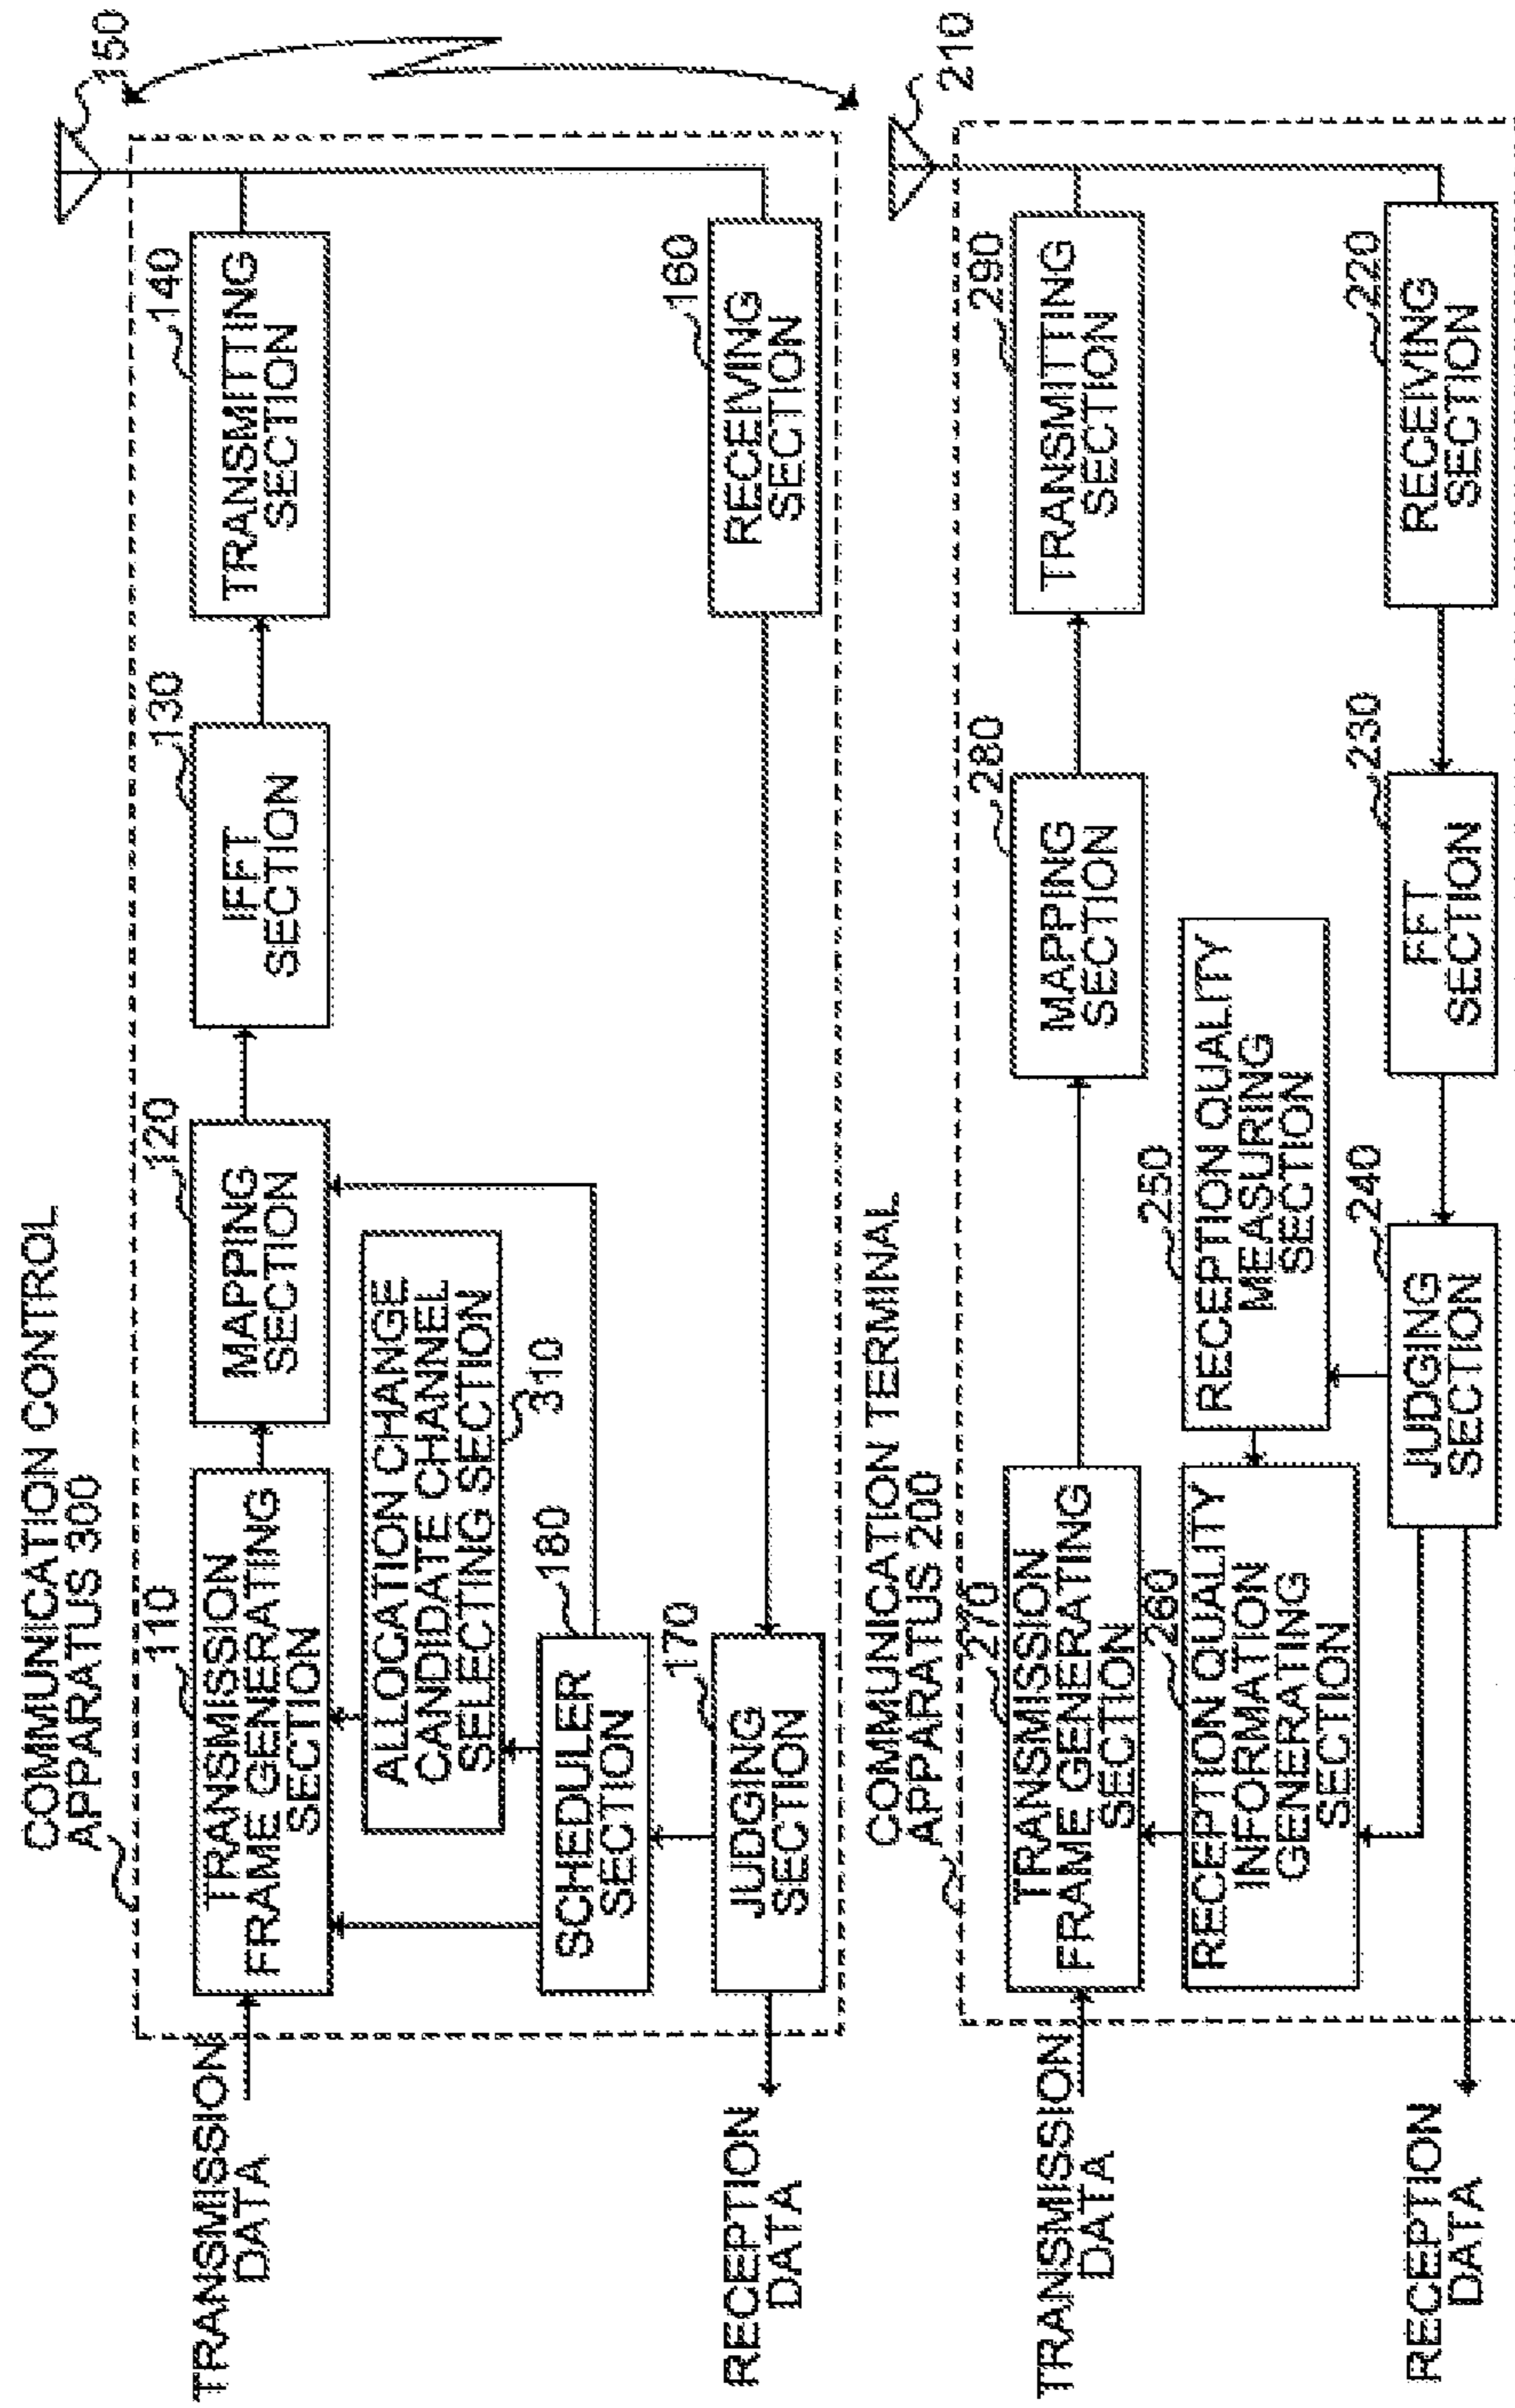 COMMUNICATION CONTROL
APPARATUS 300
150
110
120
130
140
TRANSMISSION
DATA
TRANSMISSION
FRAME GENERATING
SECTION
MAPPING
SECTION
IFFT
SECTION
TRANSMITTING
SECTION
ALLOCATION CHANGE
CANDIDATE CHANNEL
SELECTING SECTION
310
180
SCHEDULER
SECTION
170
160
RECEPTION
DATA
JUDGING
SECTION
RECEIVING
SECTION
COMMUNICATION TERMINAL
APPARATUS 200
210
270
280
290
TRANSMISSION
DATA
TRANSMISSION
FRAME GENERATING
SECTION
MAPPING
SECTION
TRANSMITTING
SECTION
260
250
RECEPTION QUALITY
INFORMATION
GENERATING
SECTION
RECEPTION QUALITY
MEASURING
SECTION
240
230
220
RECEPTION
DATA
JUDGING
SECTION
FFT
SECTION
RECEIVING
SECTION